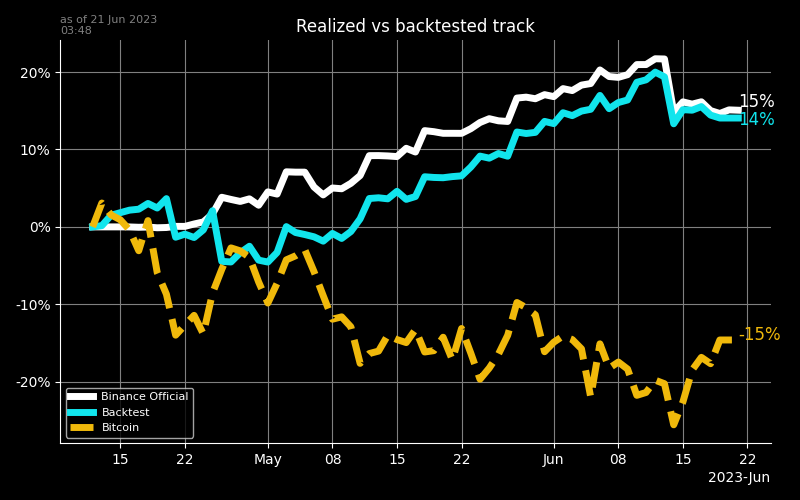 as of 21 Jun 2023
03:48
Realized vs backtested track
20%
10%
0%
-10%
-20%
15%
14%
-15%
Binance Official
Backtest
Bitcoin
15 22 May 08 15 22 Jun 08 15 22
2023-Jun